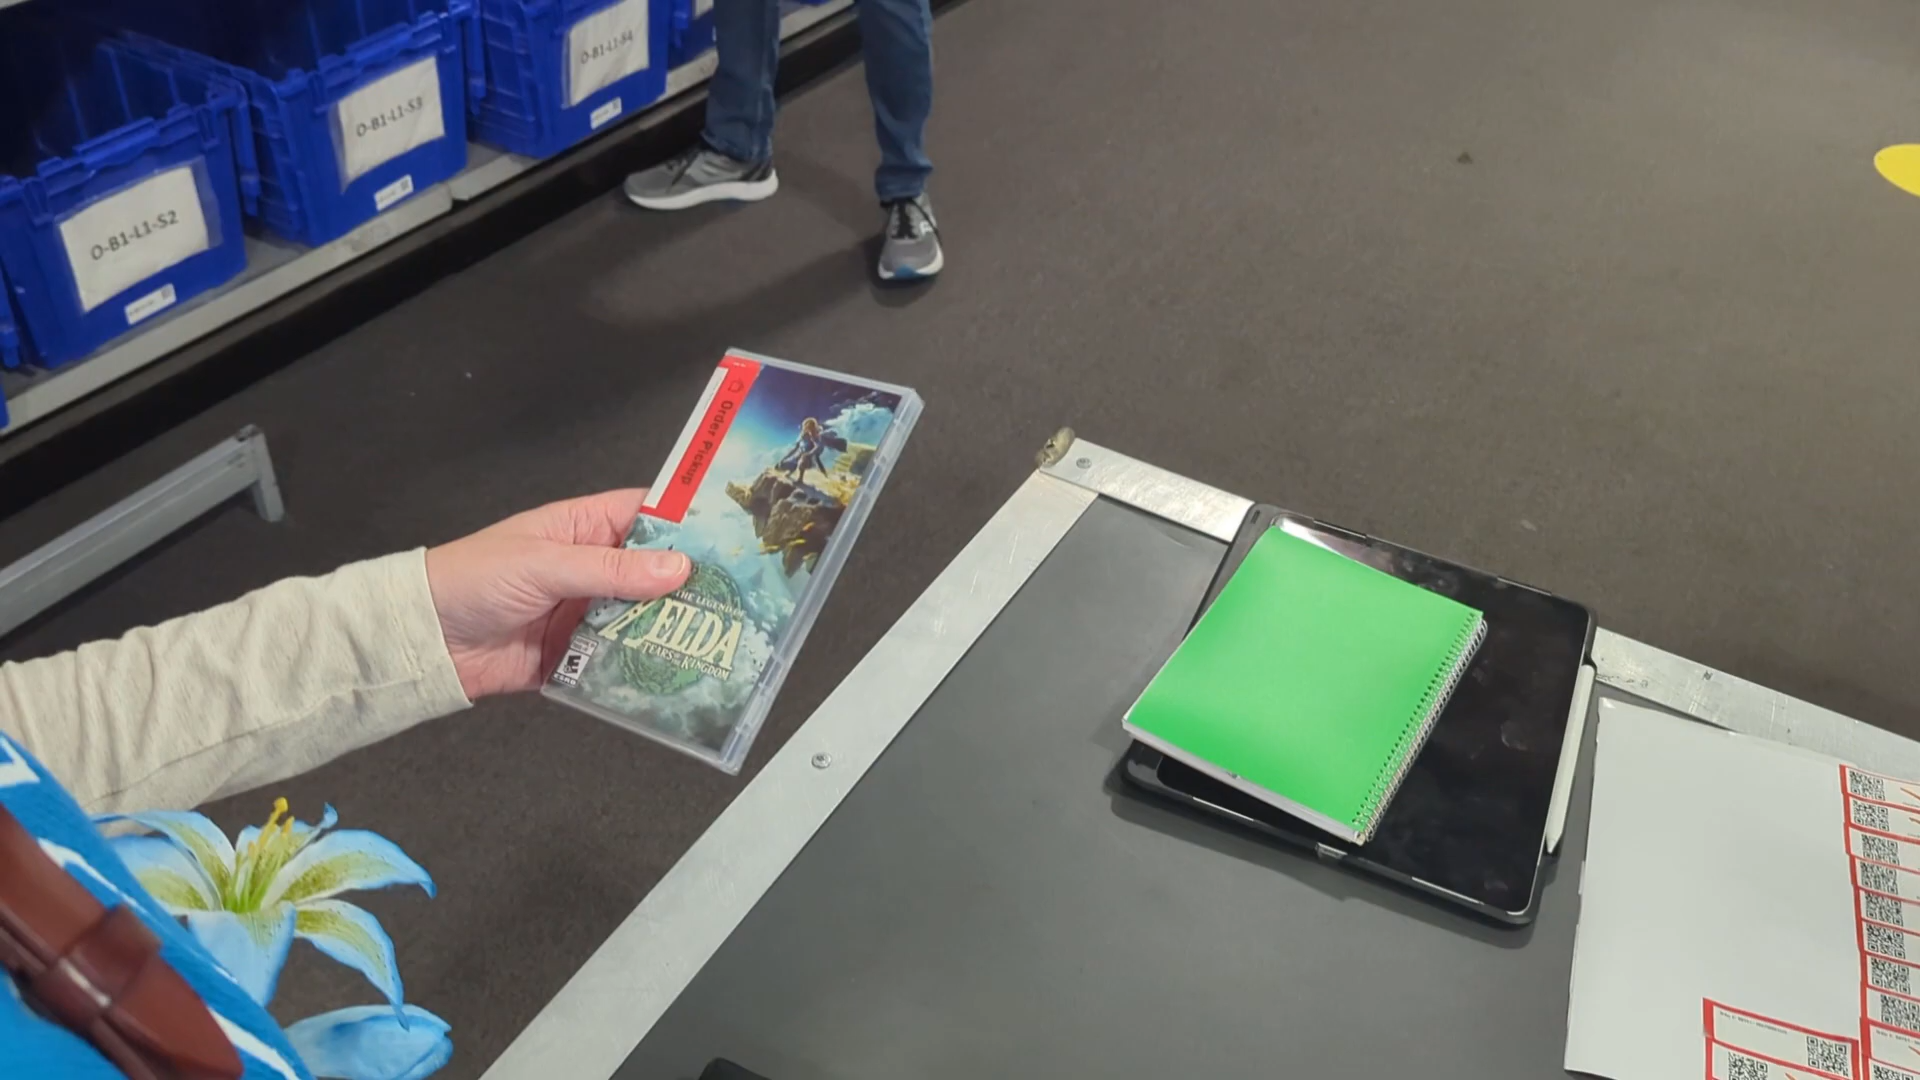 O-B1-L1-S4
O-B1-L1-S3
O-B1-L1-S2
Order Pickup
THE LEGEND OF
ZELDA
TEARS OF THE KINGDOM
E
ESRB